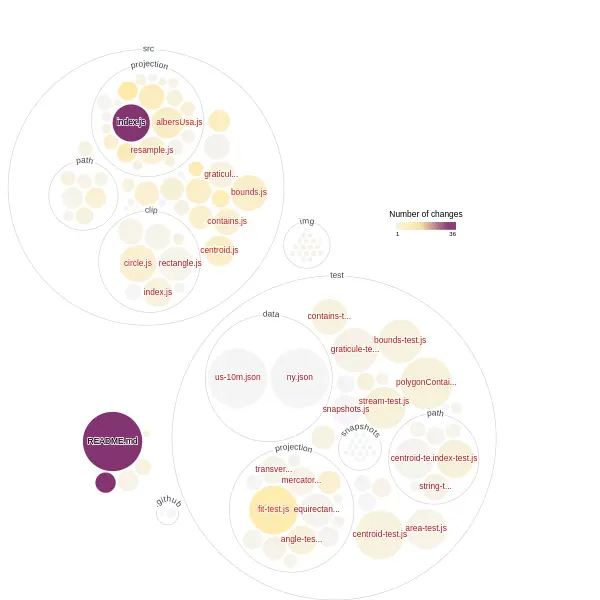 src
projection
index.js
albersUsa.js
resample.js
path
graticul...
bounds.js
clip
contains.js
centroid.js
circle.js
rectangle.js
index.js
img
Number of changes
1
36
test
data
contains-t...
bounds-test.js
graticule-te...
us-10m.json
ny.json
polygonContai...
stream-test.js
snapshots.js
path
snapshots
README.md
projection
centroid-te...
index-test.js
transver...
mercator...
string-t...
.github
fit-test.js
equirectan...
area-test.js
centroid-test.js
angle-tes...